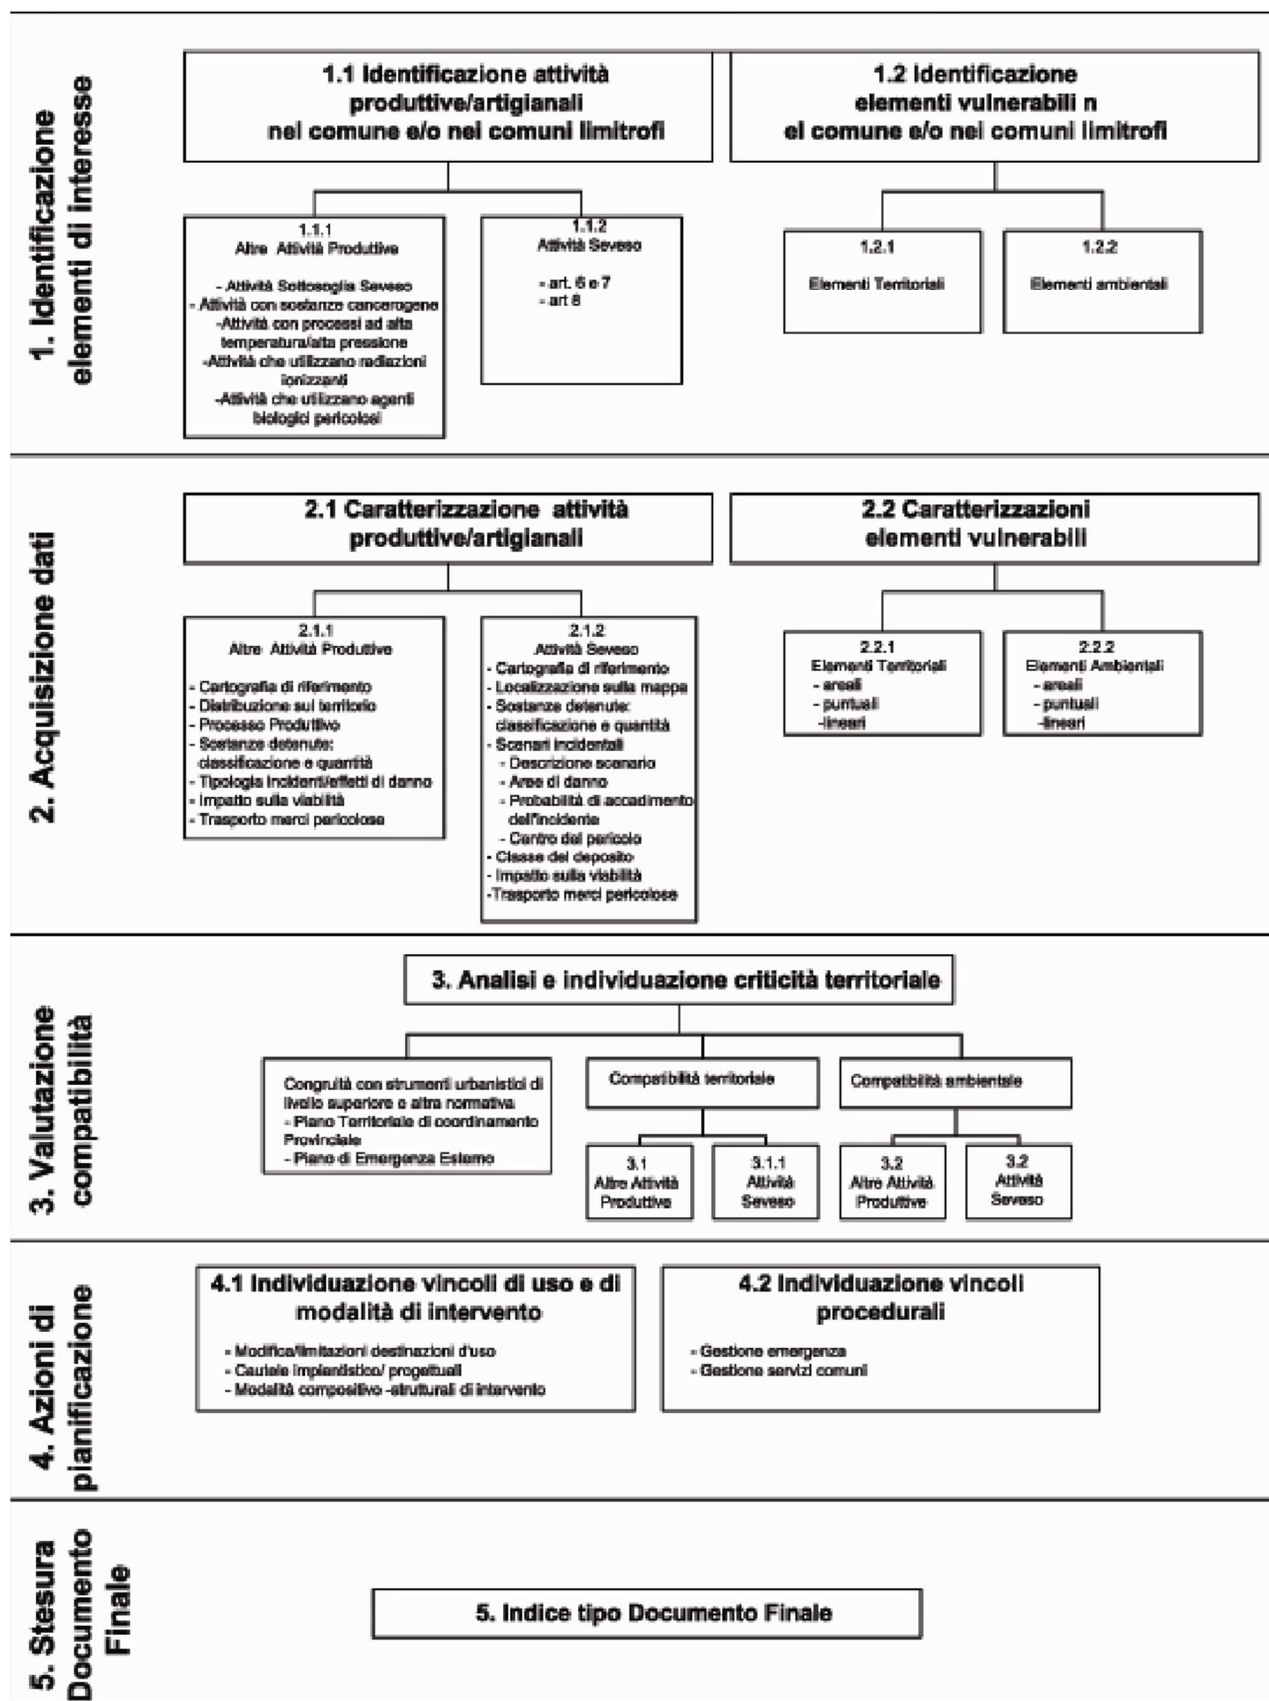 1. Identificazione
elementi di interesse
1.1 Identificazione attività
produttive/artigianali
nel comune e/o nei comuni limitrofi
1.2 Identificazione
elementi vulnerabili n
el comune e/o nei comuni limitrofi
1.1.1
Altre Attività Produttive
- Attività Sottosoglia Seveso
- Attività con sostanze cancerogene
-Attività con processi ad alta
temperatura/alta pressione
-Attività che utilizzano radiazioni
ionizzanti
-Attività che utilizzano agenti
biologici pericolosi
1.1.2
Attività Seveso
- art. 6 e 7
- art 8
1.2.1
Elementi Territoriali
1.2.2
Elementi ambientali
2. Acquisizione dati
2.1 Caratterizzazione attività
produttive/artigianali
2.2 Caratterizzazioni
elementi vulnerabili
2.1.1
Altre Attività Produttive
- Cartografia di riferimento
- Distribuzione sul territorio
- Processo Produttivo
- Sostanze detenute:
classificazione e quantità
- Tipologia incidenti/effetti di danno
- Impatto sulla viabilità
- Trasporto merci pericolose
2.1.2
Attività Seveso
- Cartografia di riferimento
- Localizzazione sulla mappa
- Sostanze detenute:
classificazione e quantità
- Scenari incidentali
- Descrizione scenario
- Aree di danno
- Probabilità di accadimento
dell'incidente
- Centro del pericolo
- Classe del deposito
- Impatto sulla viabilità
-Trasporto merci pericolose
2.2.1
Elementi Territoriali
- areali
- puntuali
-lineari
2.2.2
Elementi Ambientali
- areali
- puntuali
-lineari
3. Valutazione
compatibilità
3. Analisi e individuazione criticità territoriale
Congruità con strumenti urbanistici di
livello superiore e altra normativa
- Piano Territoriale di coordinamento
Provinciale
- Piano di Emergenza Esterno
Compatibilità territoriale
Compatibilità ambientale
3.1
Altre Attività
Produttive
3.1.1
Attività
Seveso
3.2
Altre Attività
Produttive
3.2
Attività
Seveso
4. Azioni di
pianificazione
4.1 Individuazione vincoli di uso e di
modalità di intervento
- Modifica/limitazioni destinazioni d'uso
- Cautele impiantistico/ progettuali
- Modalità compositivo -strutturali di intervento
4.2 Individuazione vincoli
procedurali
- Gestione emergenza
- Gestione servizi comuni
5. Stesura
Documento
Finale
5. Indice tipo Documento Finale